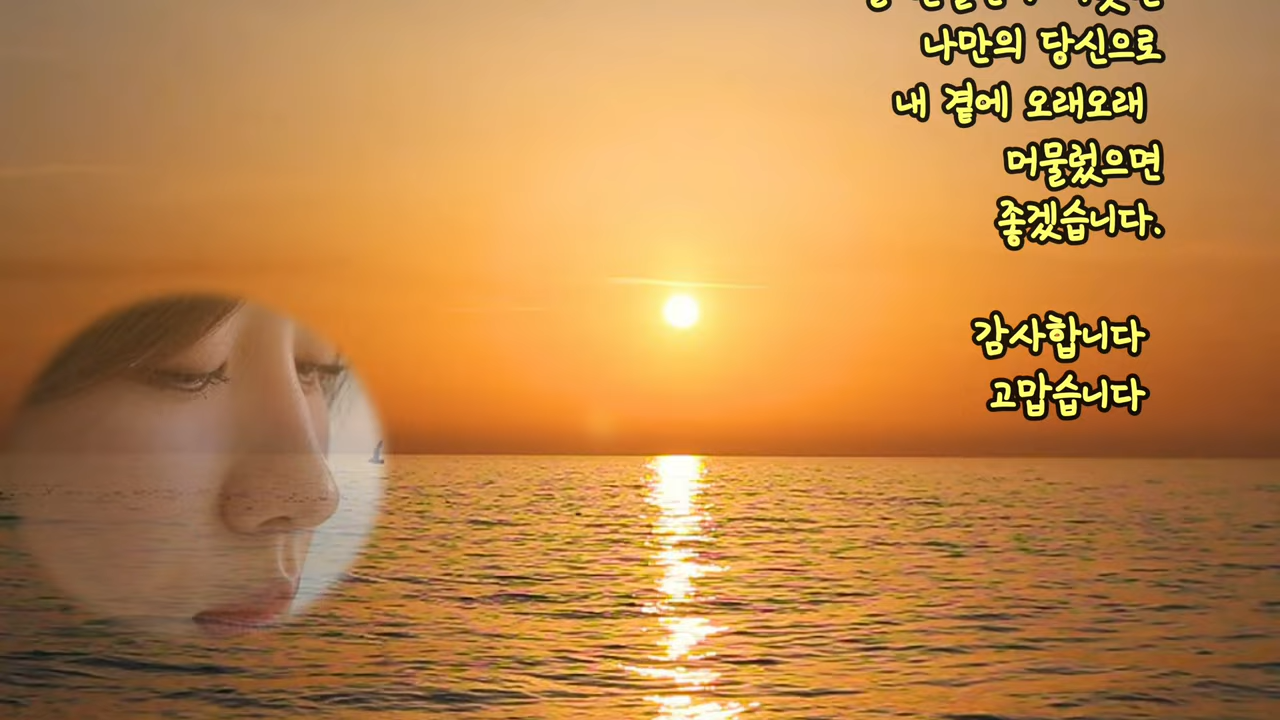 나만의 당신으로
내 곁에 오래오래
머물렀으면
좋겠습니다.
감사합니다
고맙습니다